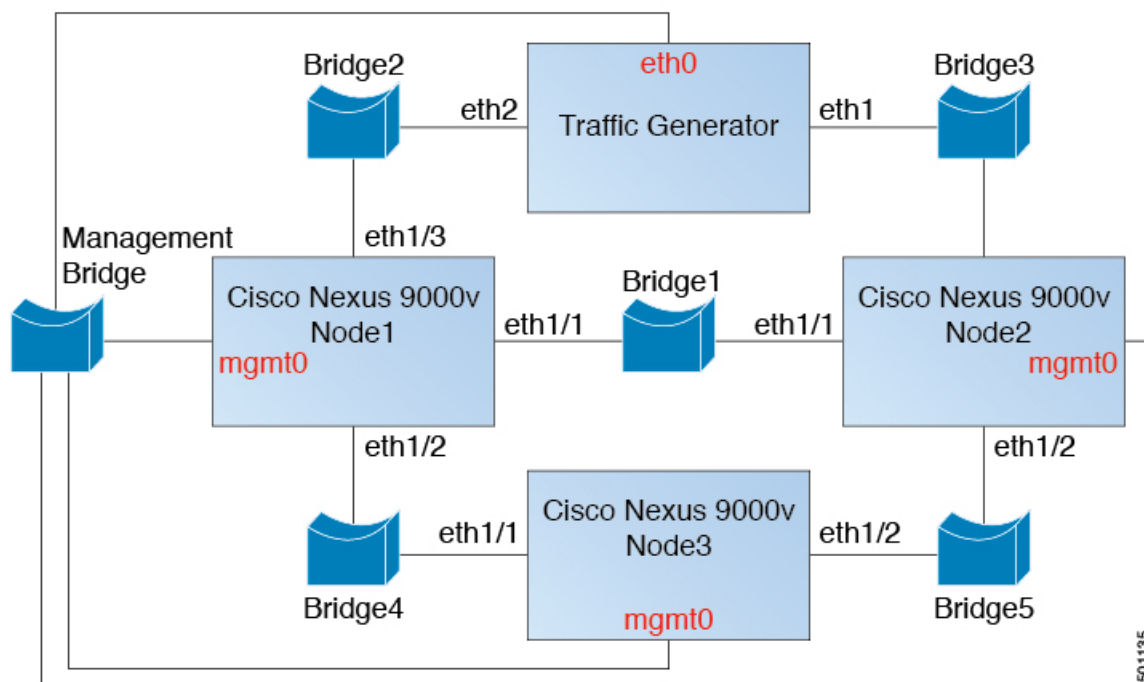 eth0
Bridge2
Bridge3
eth2
Traffic Generator
eth1
Management
Bridge
eth1/3
Cisco Nexus 9000v
Node1
mgmt0
eth1/1
Bridge1
eth1/1
Cisco Nexus 9000v
Node2
mgmt0
eth1/2
eth1/2
Cisco Nexus 9000v
Node3
eth1/1
eth1/2
mgmt0
Bridge4
Bridge5
501135